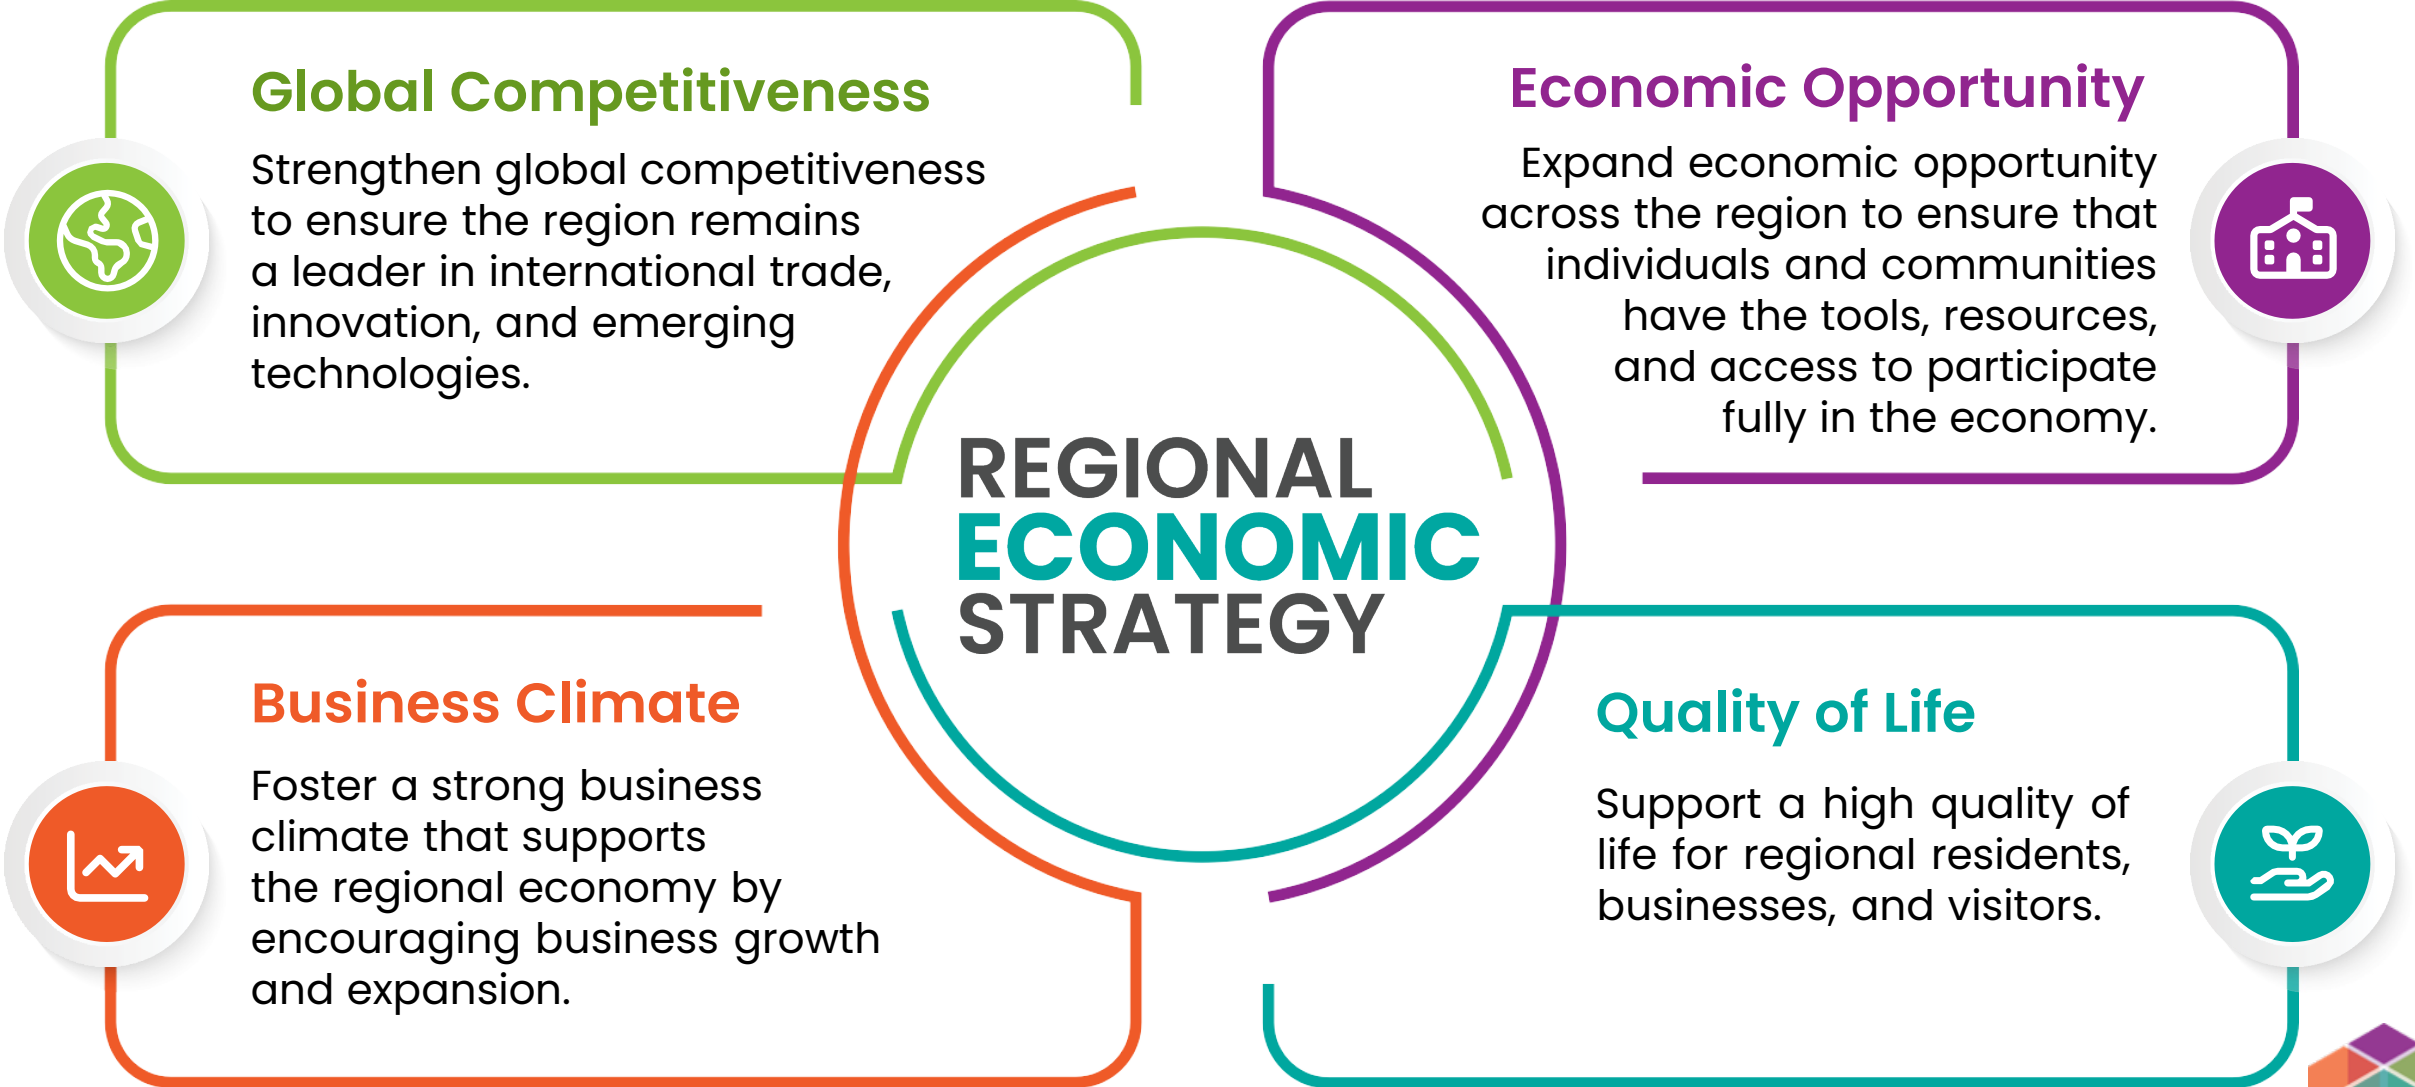 Global Competitiveness
Strengthen global competitiveness
to ensure the region remains
a leader in international trade,
innovation, and emerging
technologies.
Economic Opportunity
Expand economic opportunity
across the region to ensure that
individuals and communities
have the tools, resources,
and access to participate
fully in the economy.
REGIONAL
ECONOMIC
STRATEGY
Business Climate
Foster a strong business
climate that supports
the regional economy by
encouraging business growth
and expansion.
Quality of Life
Support a high quality of
life for regional residents,
businesses, and visitors.